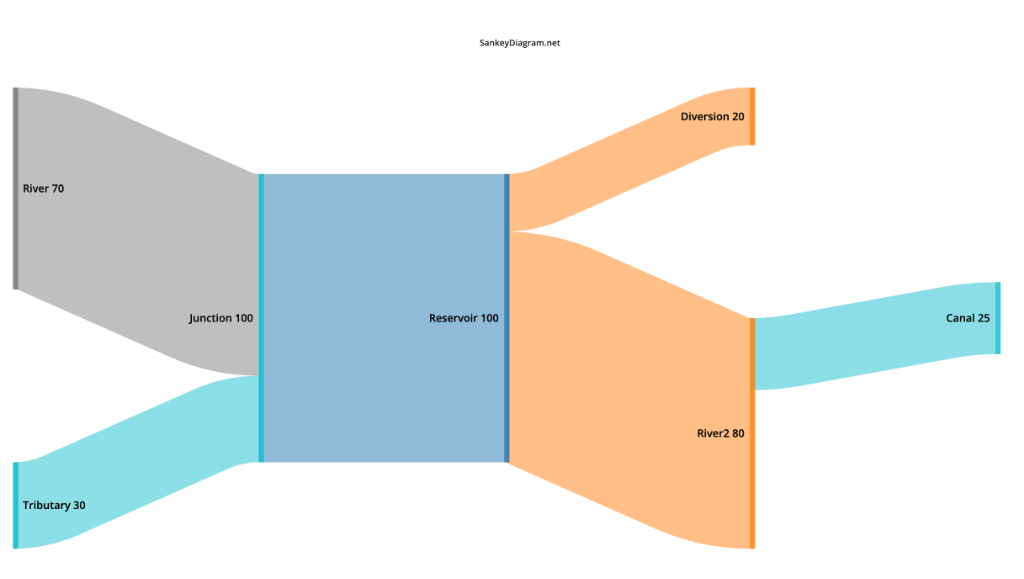 SankeyDiagram.net
Diversion 20
River 70
Junction 100
Reservoir 100
Canal 25
River2 80
Tributary 30